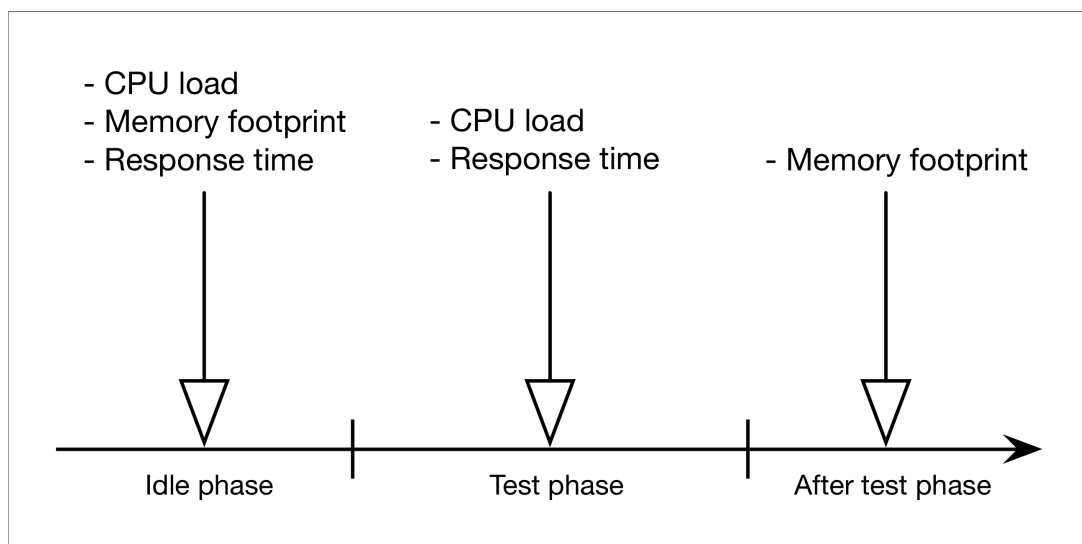 - CPU load
- Memory footprint
- Response time
- CPU load
- Response time
- Memory footprint
Idle phase
Test phase
After test phase